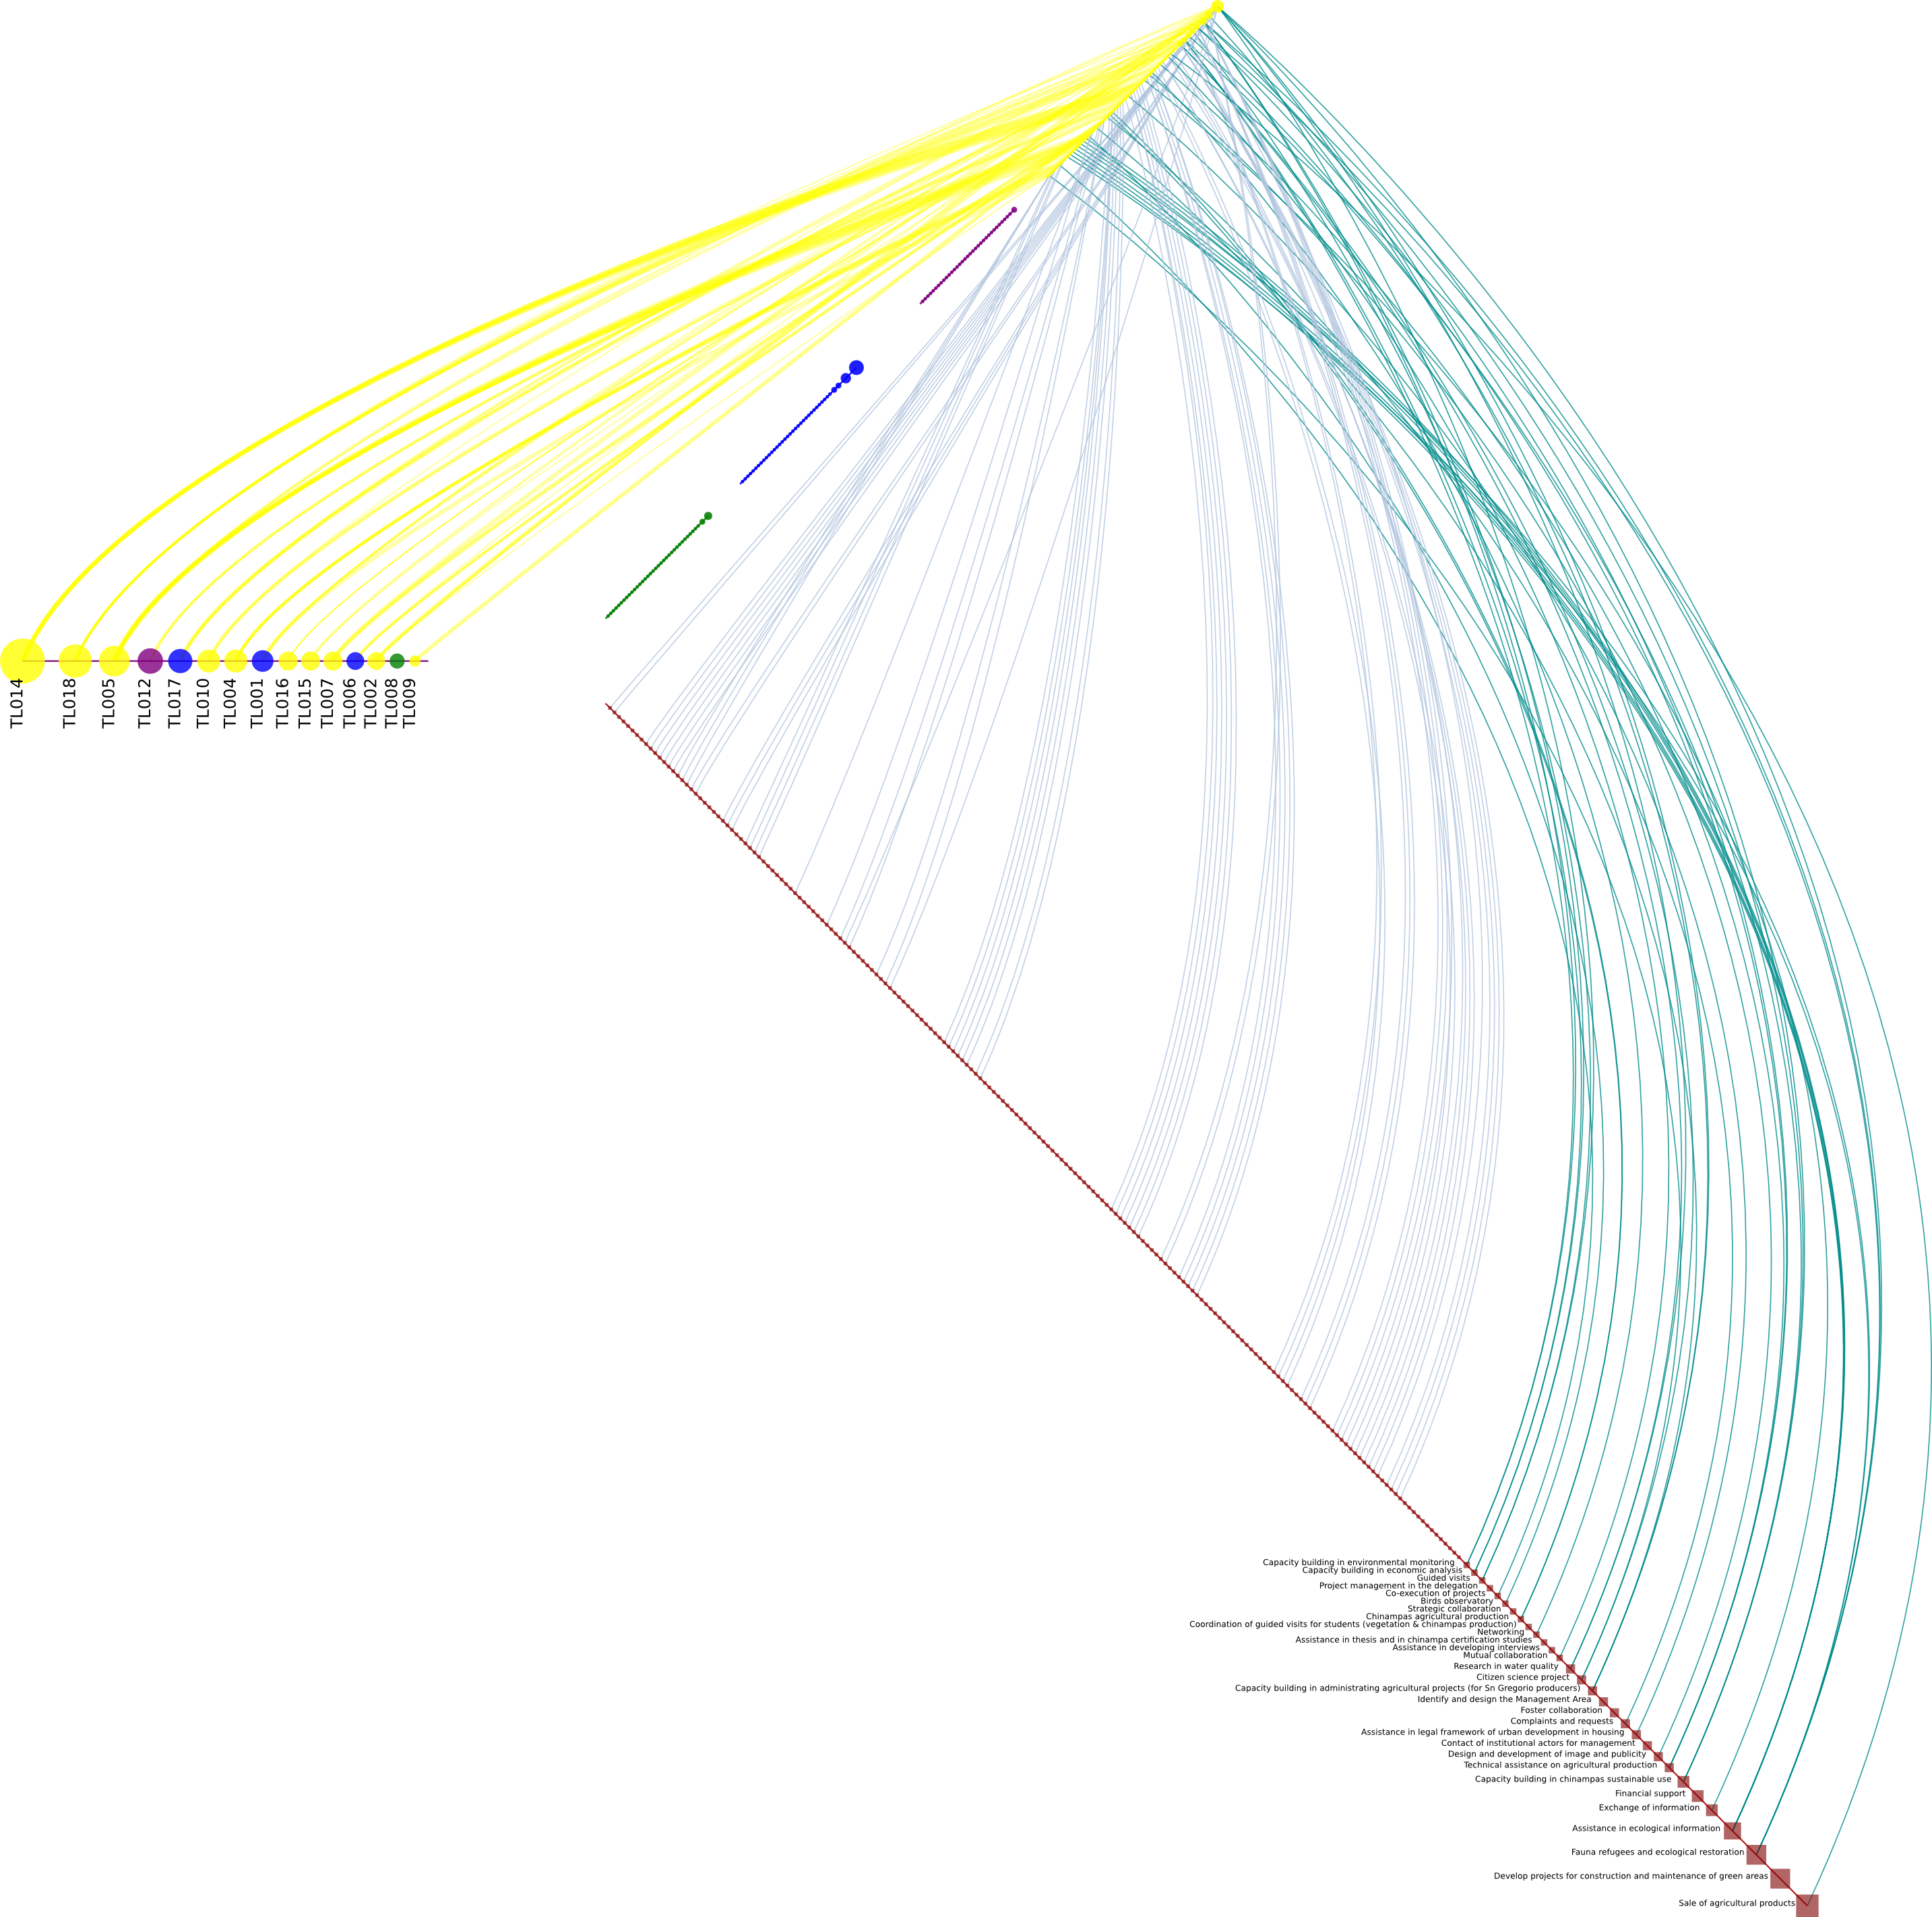 TL014
TL018
TL005
TL012
TL017
TL010
TL004
TL001
TL016
TL015
TL007
TL006
TL002
TL008
TL009
Capacity building in environmental monitoring
Capacity building in economic analysis
Guided visits
Project management in the delegation
Co-execution of projects
Birds observatory
Strategic collaboration
Chinampas agricultural production
Coordination of guided visits for students (vegetation & chinampas production)
Networking
Assistance in thesis and in chinampa certification studies
Assistance in developing interviews
Mutual collaboration
Research in water quality
Citizen science project
Capacity building in administrating agricultural projects (for Sn Gregorio producers)
Identify and design the Management Area
Foster collaboration
Complaints and requests
Assistance in legal framework of urban development in housing
Contact of institutional actors for management
Design and development of image and publicity
Technical assistance on agricultural production
Capacity building in chinampas sustainable use
Financial support
Exchange of information
Assistance in ecological information
Fauna refugees and ecological restoration
Develop projects for construction and maintenance of green areas
Sale of agricultural products